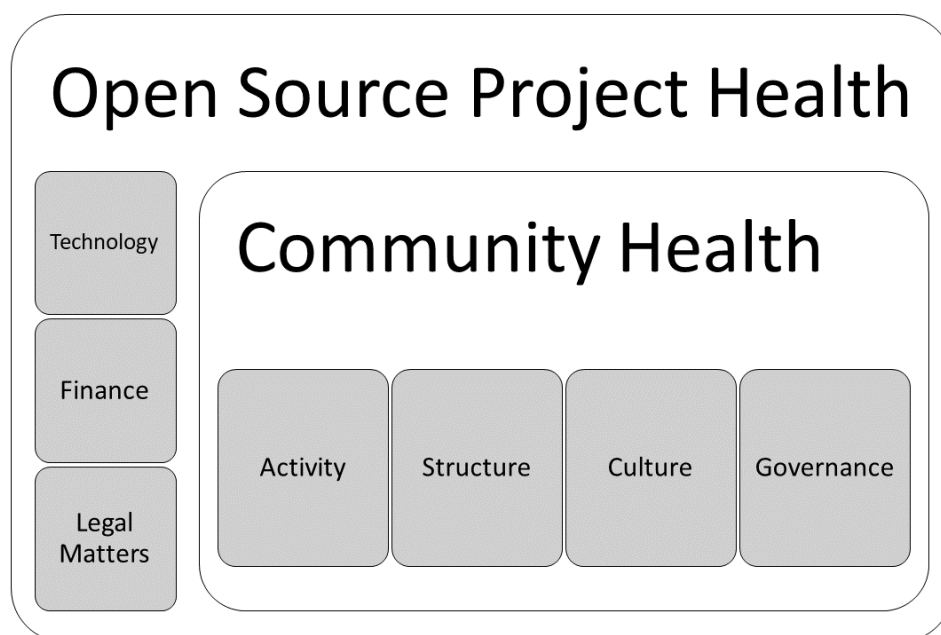 Open Source Project Health
Technology
Finance
Legal
Matters
Community Health
Activity
Structure
Culture
Governance